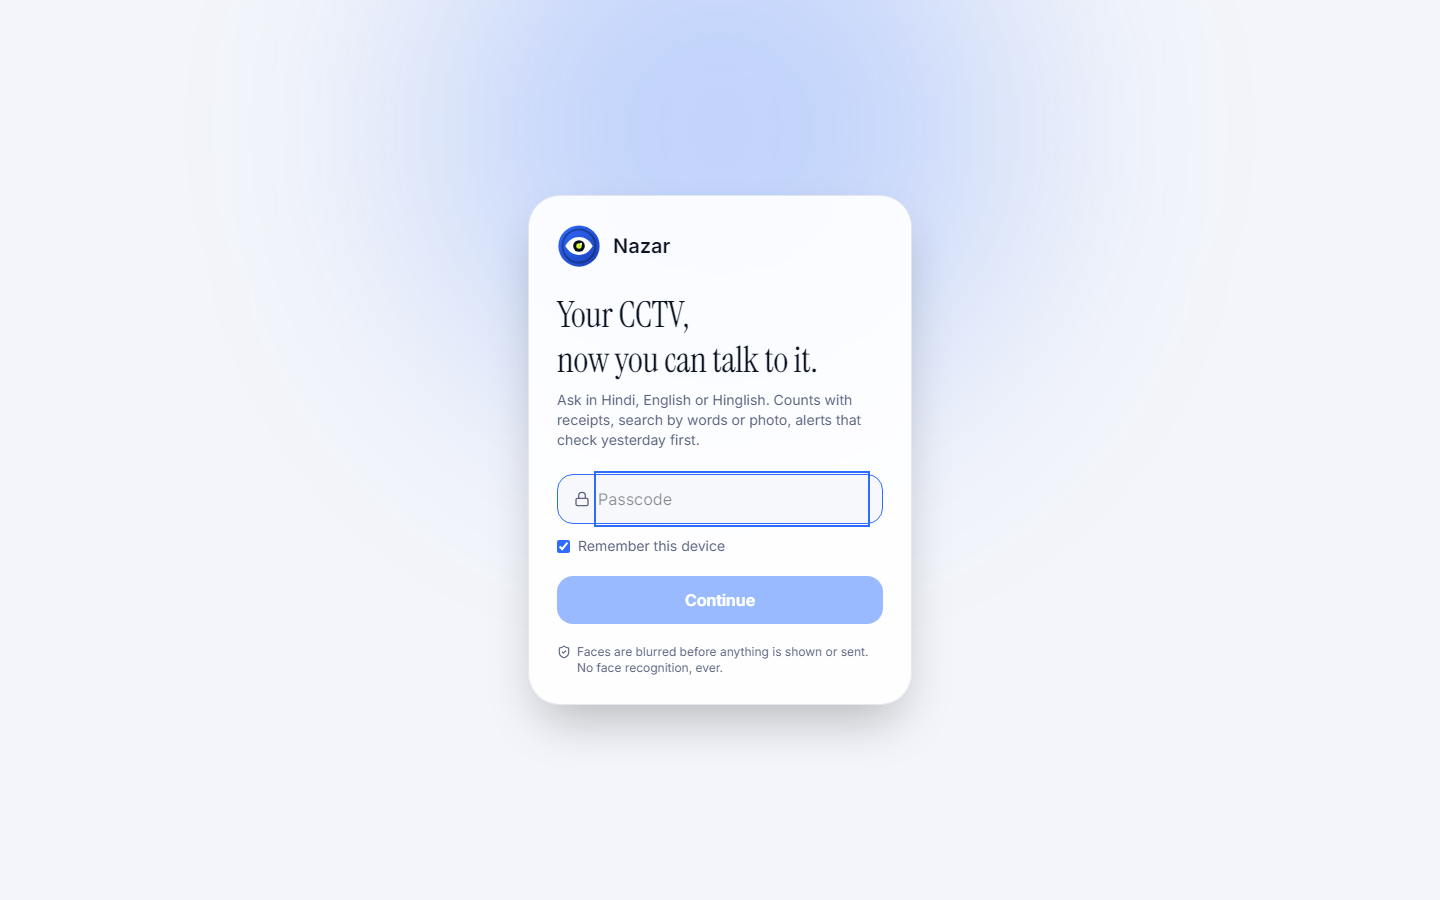 Nazar
Your CCTV,
now you can talk to it.
Ask in Hindi, English or Hinglish. Counts with
receipts, search by words or photo, alerts that
check yesterday first.
Passcode
Remember this device
Continue
Faces are blurred before anything is shown or sent.
No face recognition, ever.